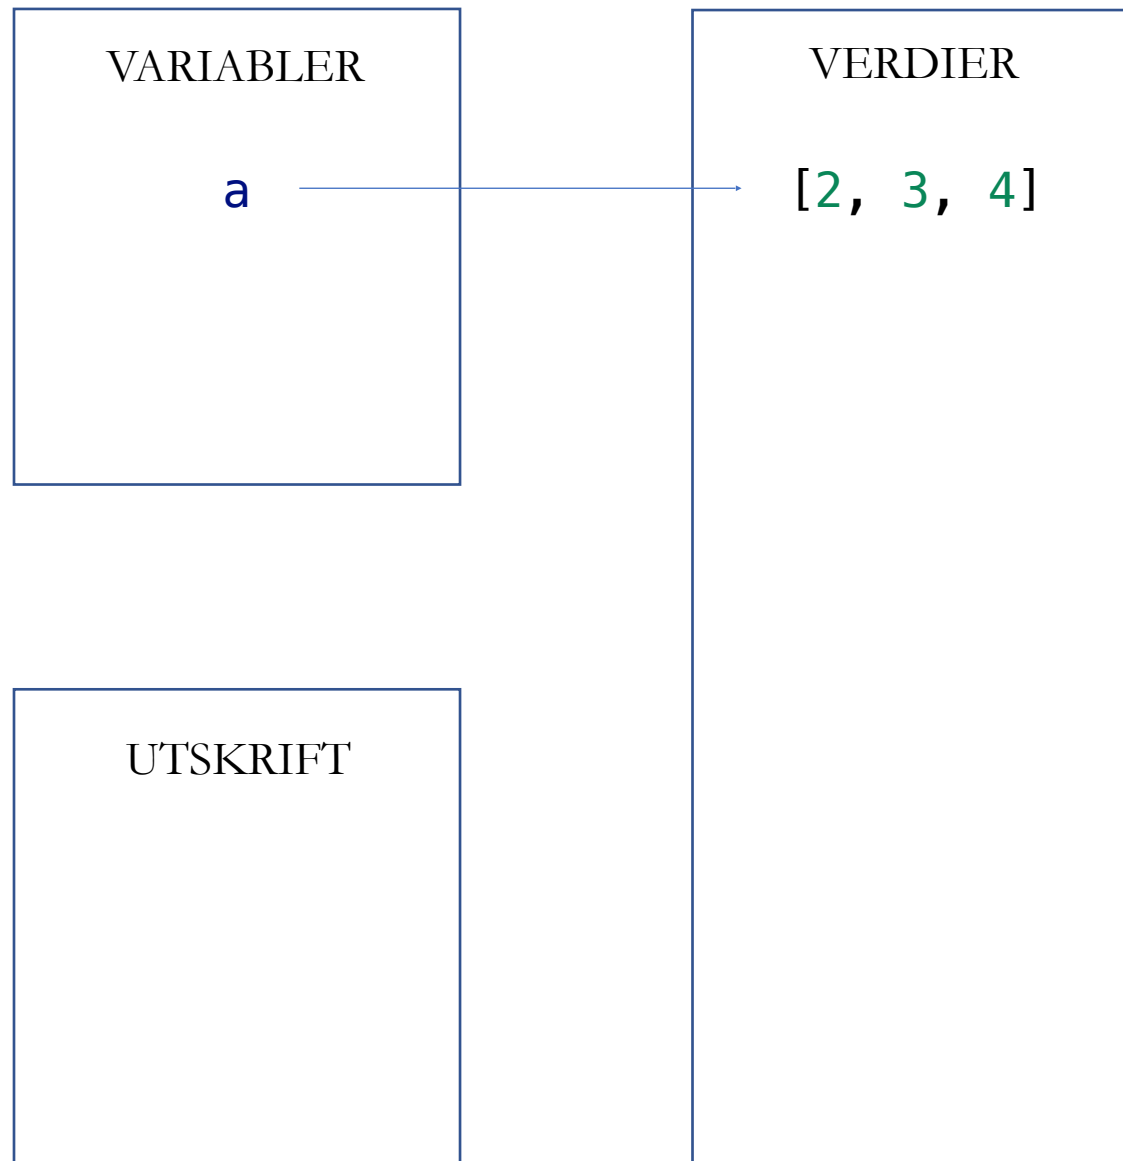 VARIABLER
a
VERDIER
[2, 3, 4]
UTSKRIFT